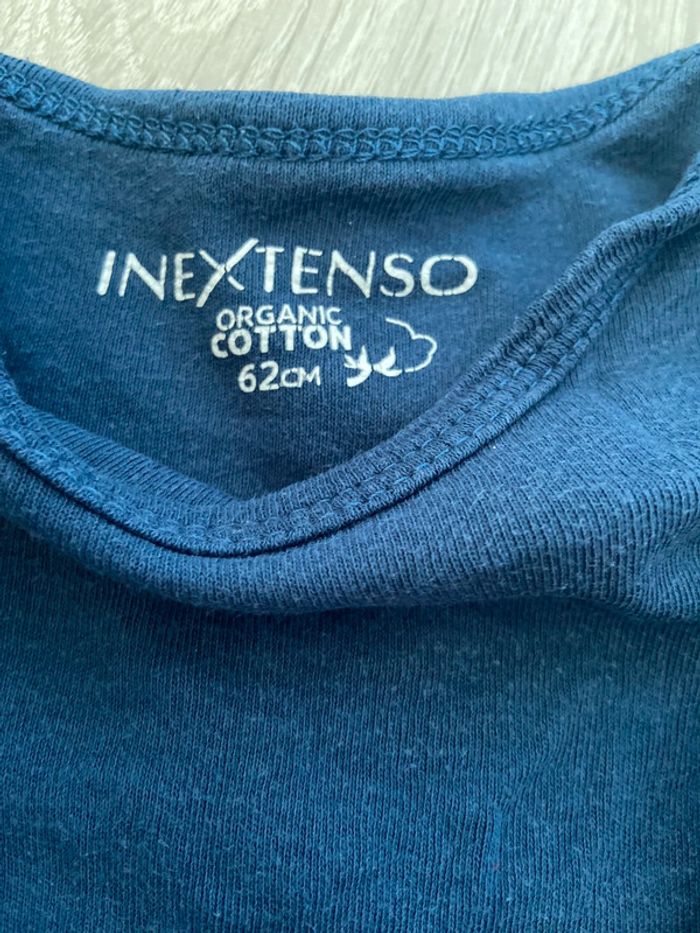 INEXTENSO
ORGANIC
COTTON
62CM